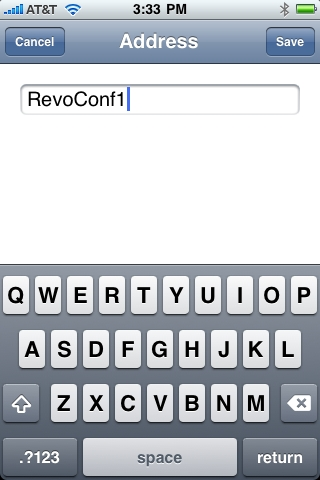 AT&T 3:33 PM
Cancel Address Save
RevoConf1
Q W E R T Y U I O P
A S D F G H J K L
Z X C V B N M
.?123 space return